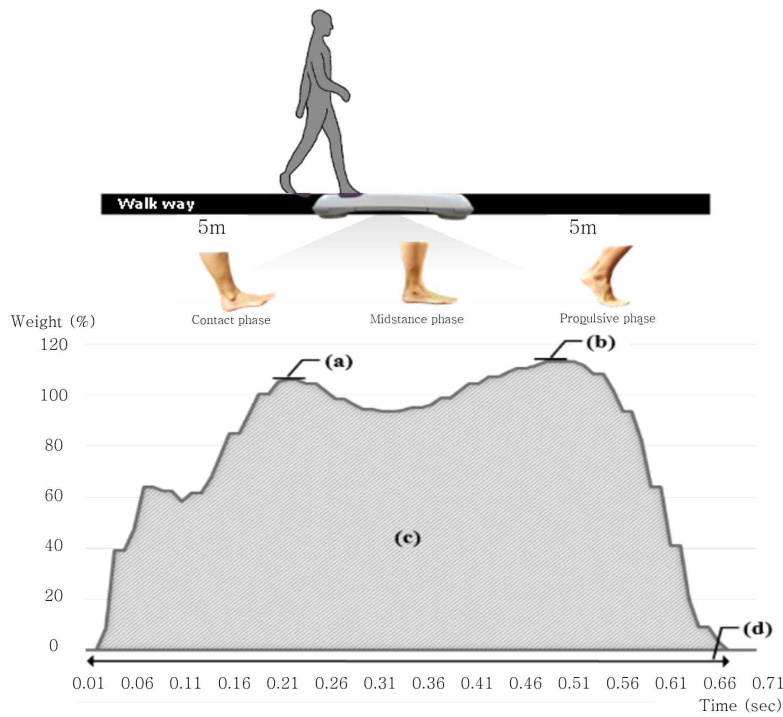 Walk way
5m 5m
Contact phase Midstance phase Propulsive phase
Weight (%)
120
(b)
(a)
100
80
60
(c)
40
20
(d)
0
0.01 0.06 0.11 0.16 0.21 0.26 0.31 0.36 0.41 0.46 0.51 0.56 0.61 0.66 0.71
Time (sec)